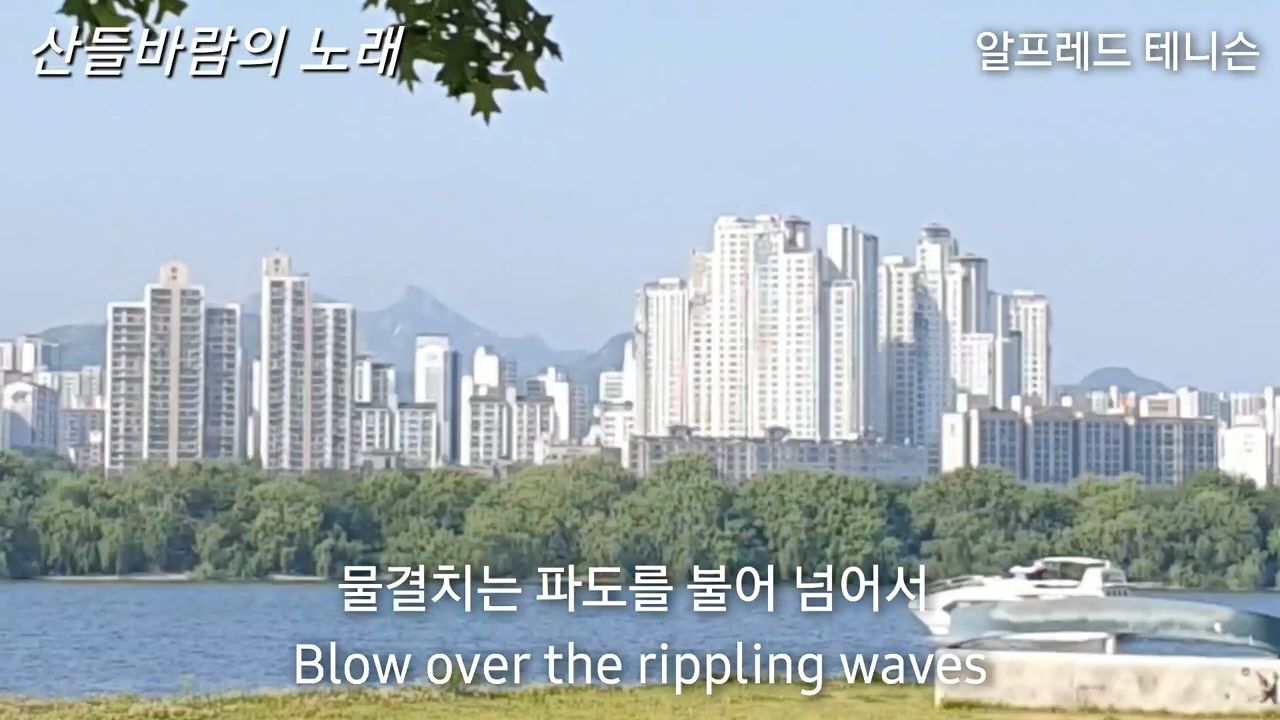 산들바람의 노래
알프레드 테니슨
물결치는 파도를 불어 넘어서
Blow over the rippling waves